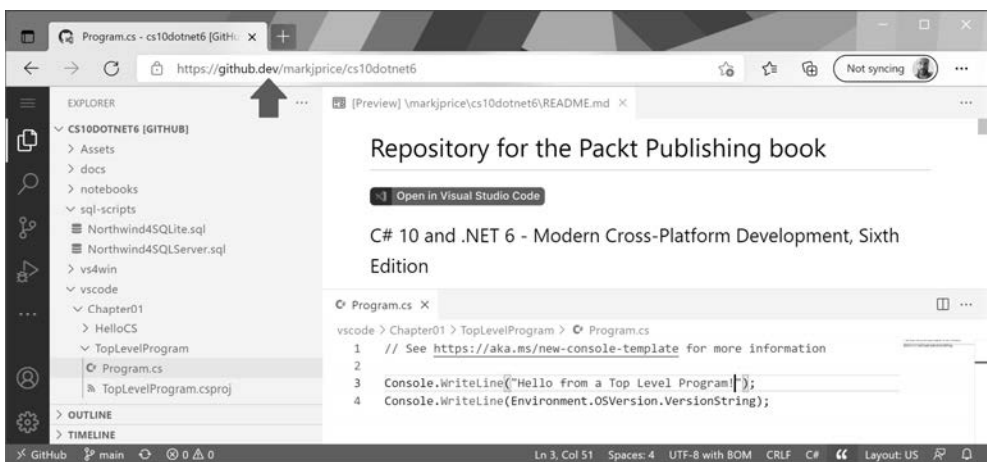 Program.cs - cs10dotnet6 [GitHu
https://github.dev/markjprice/cs10dotnet6
Not syncing
EXPLORER
CS10DOTNET6 [GITHUB]
Assets
docs
notebooks
sql-scripts
Northwind4SQLite.sql
Northwind4SQLServer.sql
vs4win
vscode
Chapter01
HelloCS
TopLevelProgram
Program.cs
TopLevelProgram.csproj
OUTLINE
TIMELINE
[Preview] \markjprice\cs10dotnet6\README.md
Repository for the Packt Publishing book
Open in Visual Studio Code
C# 10 and .NET 6 - Modern Cross-Platform Development, Sixth
Edition
Program.cs
vscode > Chapter01 > TopLevelProgram > Program.cs
1 // See https://aka.ms/new-console-template for more information
2
3 Console.WriteLine("Hello from a Top Level Program!");
4 Console.WriteLine(Environment.OSVersion.VersionString);
GitHub main 0 0 Ln 3, Col 51 Spaces: 4 UTF-8 with BOM CRLF C# Layout: US